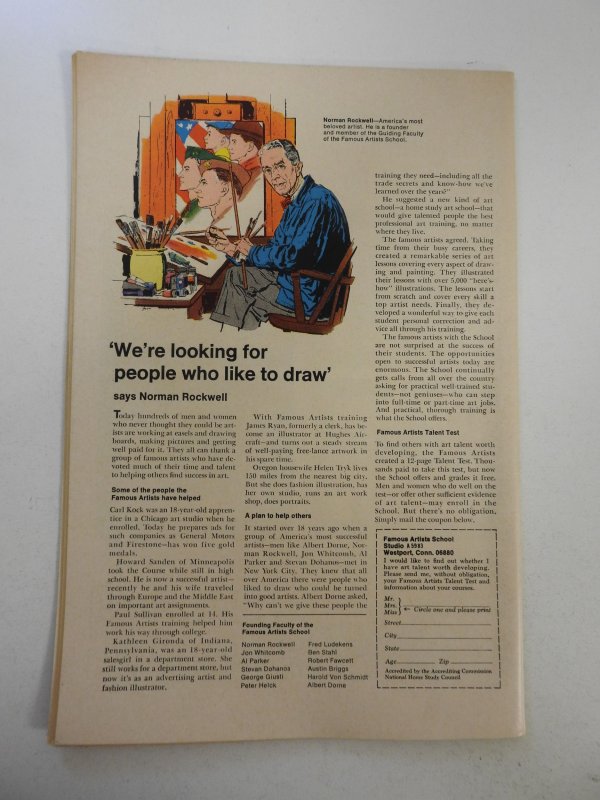 Norman Rockwell—America's most
beloved artist. He is a founder
and member of the Guiding Faculty
of the Famous Artists School.
'We're looking for
people who like to draw'
says Norman Rockwell
Today hundreds of men and women
who never thought they could be art-
ists are working at easels and drawing
boards, making pictures and getting
well paid for it. They all can thank a
group of famous artists who have de-
voted much of their time and talent
to helping others find success in art.
Some of the people the
Famous Artists have helped
Carl Kock was an 18-year-old appren-
tice in a Chicago art studio when he
enrolled. Today he prepares ads for
such companies as General Motors
and Firestone—has won five gold
medals.
Howard Sanden of Minneapolis
took the Course while still in high
school. He is now a successful artist—
recently he and his wife traveled
through Europe and the Middle East
on important art assignments.
Paul Sullivan enrolled at 14. His
Famous Artists training helped him
work his way through college.
Kathleen Gironda of Indiana,
Pennsylvania, was an 18-year-old
salesgirl in a department store. She
still works for a department store, but
now it's as an advertising artist and
fashion illustrator.
With Famous Artists training
James Ryan, formerly a clerk, has be-
come an illustrator at Hughes Air-
craft—and turns out a steady stream
of well-paying free-lance artwork in
his spare time.
Oregon housewife Helen Tryk lives
150 miles from the nearest big city.
But she does fashion illustration, has
her own studio, runs an art work
shop, does portraits.
A plan to help others
It started over 18 years ago when a
group of America's most successful
artists—men like Albert Dorne, Nor-
man Rockwell, Jon Whitcomb, Al
Parker and Stevan Dohanos—met in
New York City. They knew that all
over America there were people who
liked to draw who could be turned
into good artists. Albert Dorne asked,
"Why can't we give these people the
Founding Faculty of the
Famous Artists School
Norman Rockwell
Jon Whitcomb
Al Parker
Stevan Dohanos
George Giusti
Peter Helck
Fred Ludekens
Ben Stahl
Robert Fawcett
Austin Briggs
Harold Von Schmidt
Albert Dorne
training they need—including all the
trade secrets and know-how we've
learned over the years?"
He suggested a new kind of art
school—a home study art school—that
would give talented people the best
professional art training, no matter
where they live.
The famous artists agreed. Taking
time from their busy careers, they
created a remarkable series of art
lessons covering every aspect of draw-
ing and painting. They illustrated
their lessons with over 5,000 "here's-
how" illustrations. The lessons start
from scratch and cover every skill a
top artist needs. Finally, they de-
veloped a wonderful way to give each
student personal correction and ad-
vice all through his training.
The famous artists with the School
are not surprised at the success of
their students. The opportunities
open to successful artists today are
enormous. The School continually
gets calls from all over the country
asking for practical well-trained stu-
dents—not geniuses—who can step
into full-time or part-time art jobs.
And practical, thorough training is
what the School offers.
Famous Artists Talent Test
To find others with art talent worth
developing, the Famous Artists
created a 12-page Talent Test. Thou-
sands paid to take this test, but now
the School offers and grades it free.
Men and women who do well on the
test—or offer other sufficient evidence
of art talent—may enroll in the
School. But there's no obligation,
Simply mail the coupon below.
Famous Artists School
Studio A 5983
Westport, Conn. 06880
I would like to find out whether I
have art talent worth developing.
Please send me, without obligation,
your Famous Artists Talent Test and
information about your courses.
Mr.
Mrs.
Miss ← Circle one and please print
Street
City
State
Age Zip
Accredited by the Accrediting Commission
National Home Study Council